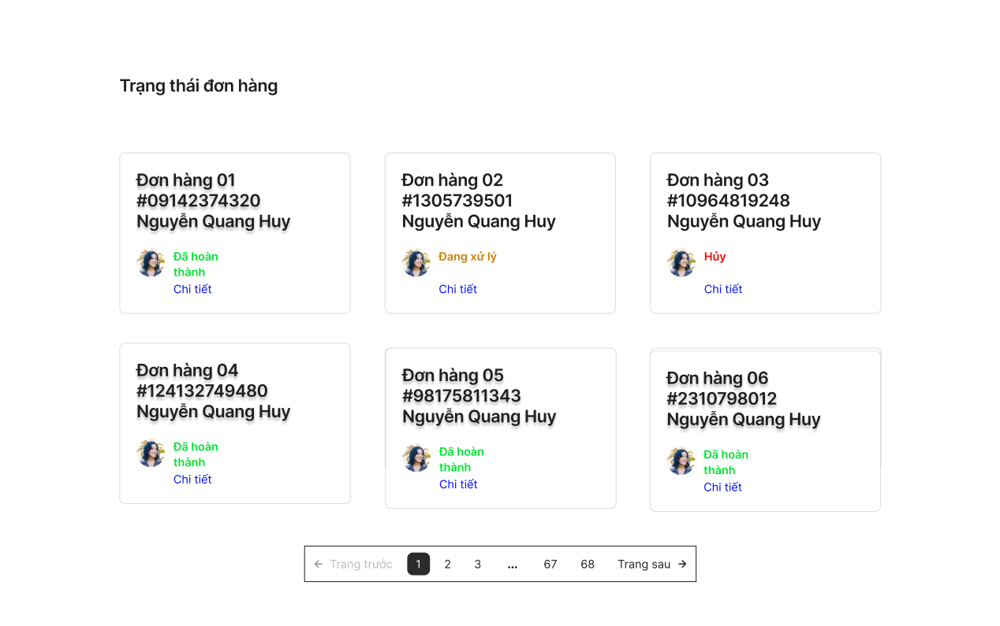 Trạng thái đơn hàng
Đơn hàng 01
#09142374320
Nguyễn Quang Huy
Đã hoàn
thành
Chi tiết
Đơn hàng 02
#1305739501
Nguyễn Quang Huy
Đang xử lý
Chi tiết
Đơn hàng 03
#10964819248
Nguyễn Quang Huy
Hủy
Chi tiết
Đơn hàng 04
#124132749480
Nguyễn Quang Huy
Đã hoàn
thành
Chi tiết
Đơn hàng 05
#98175811343
Nguyễn Quang Huy
Đã hoàn
thành
Chi tiết
Đơn hàng 06
#2310798012
Nguyễn Quang Huy
Đã hoàn
thành
Chi tiết
← Trang trước 1 2 3 ... 67 68 Trang sau →